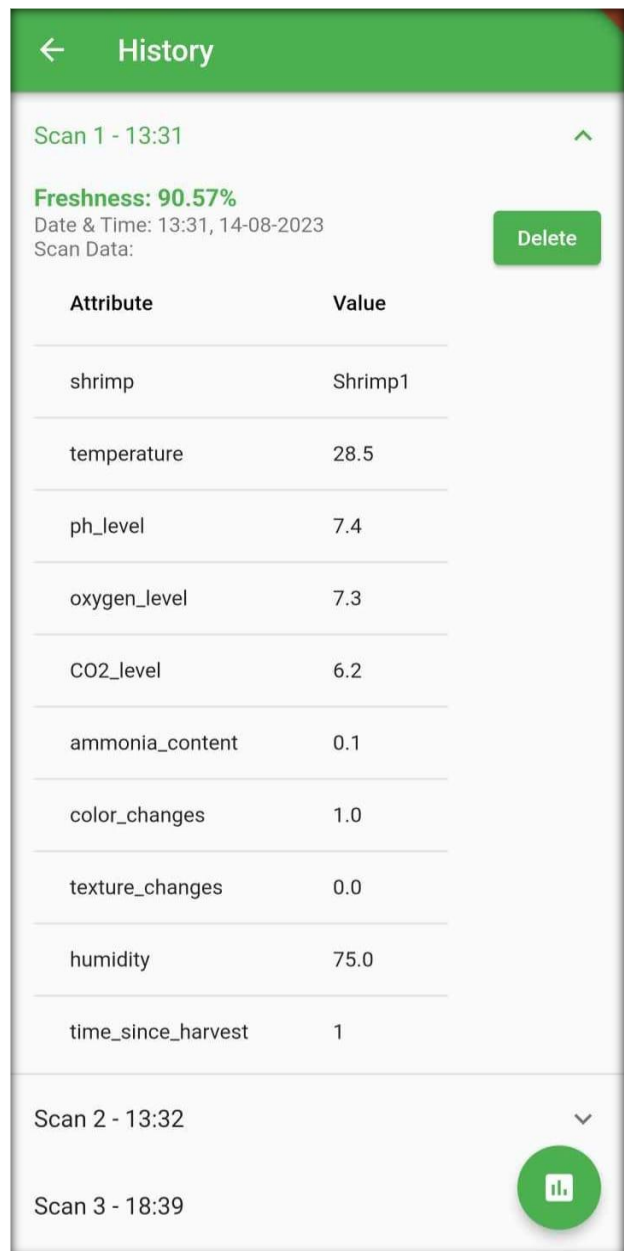 History
Scan 1 - 13:31
Freshness: 90.57%
Date & Time: 13:31, 14-08-2023
Scan Data:
Delete
Attribute Value
shrimp Shrimp1
temperature 28.5
ph_level 7.4
oxygen_level 7.3
CO2_level 6.2
ammonia_content 0.1
color_changes 1.0
texture_changes 0.0
humidity 75.0
time_since_harvest 1
Scan 2 - 13:32
Scan 3 - 18:39